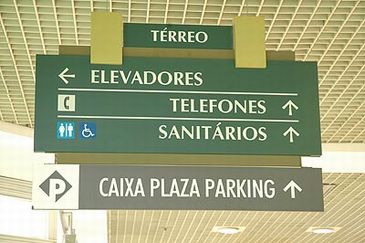 TÉRREO
← ELEVADORES
TELEFONES ↑
SANITÁRIOS ↑
P CAIXA PLAZA PARKING ↑